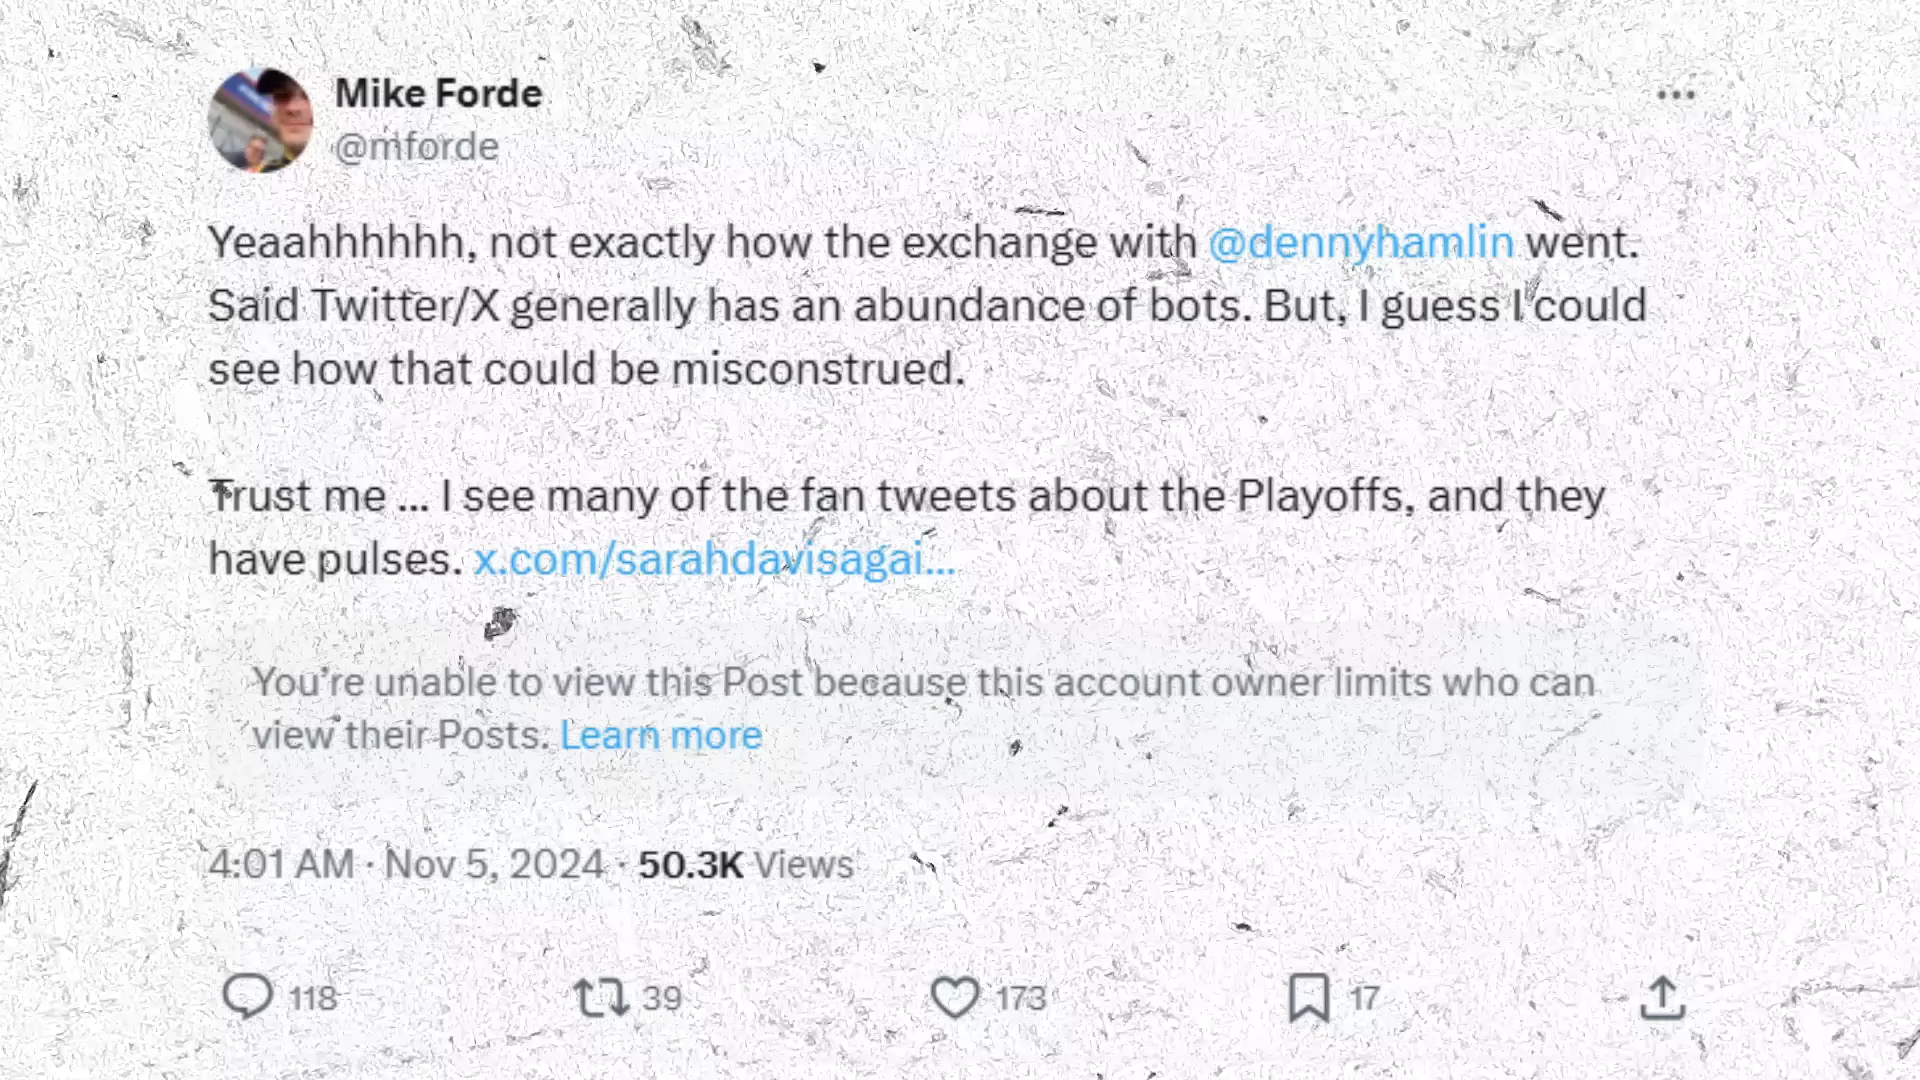 Mike Forde
@mforde
Yeaahhhhhh, not exactly how the exchange with @dennyhamlin went.
Said Twitter/X generally has an abundance of bots. But, I guess I could
see how that could be misconstrued.
Trust me ... I see many of the fan tweets about the Playoffs, and they
have pulses. x.com/sarahdavisagai...
You're unable to view this Post because this account owner limits who can
view their Posts. Learn more
4:01 AM · Nov 5, 2024 · 50.3K Views
118 39 173 17